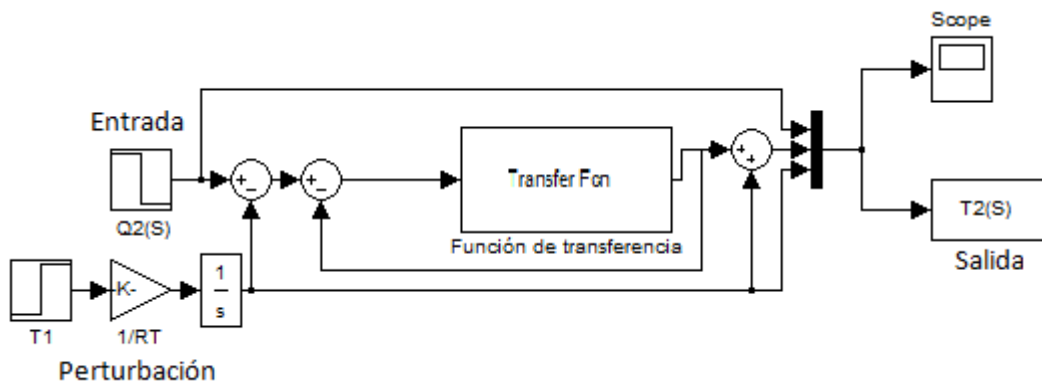 Scope
Entrada
Transfer Fcn
Q2(S)
Función de transferencia
T2(S)
Salida
-K-
1
s
T1
1/RT
Perturbación